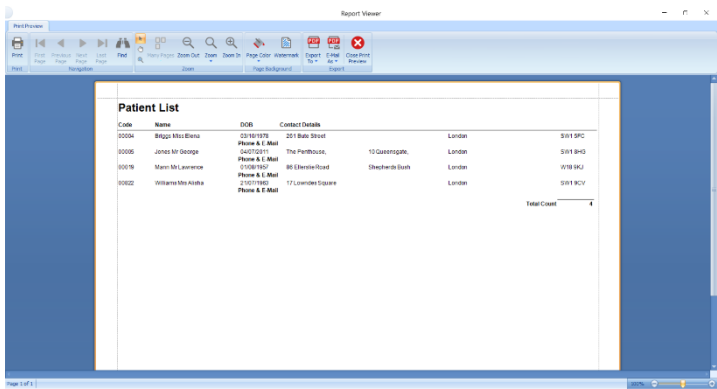 Report Viewer
Print Preview
Print First Page Previous Page Next Page Last Page Find Many Pages Zoom Out Zoom Zoom In Page Color Watermark Export To E-Mail As Close Print Preview
Print Navigation Zoom Page Background Export
Patient List
Code Name DOB Contact Details
00004 Briggs Miss Elena 03/10/1978 261 Bute Street London SW1 5PC
Phone & E-Mail
00005 Jones Mr George 04/07/2011 The Penthouse, 10 Queensgate, London SW1 8HG
Phone & E-Mail
00019 Mann Mr Lawrence 01/08/1957 86 Ellerslie Road Shepherds Bush London W18 9KJ
Phone & E-Mail
00022 Williams Mrs Alisha 21/07/1963 17 Lowndes Square London SW1 9CV
Phone & E-Mail
Total Count 4
Page 1 of 1 100%